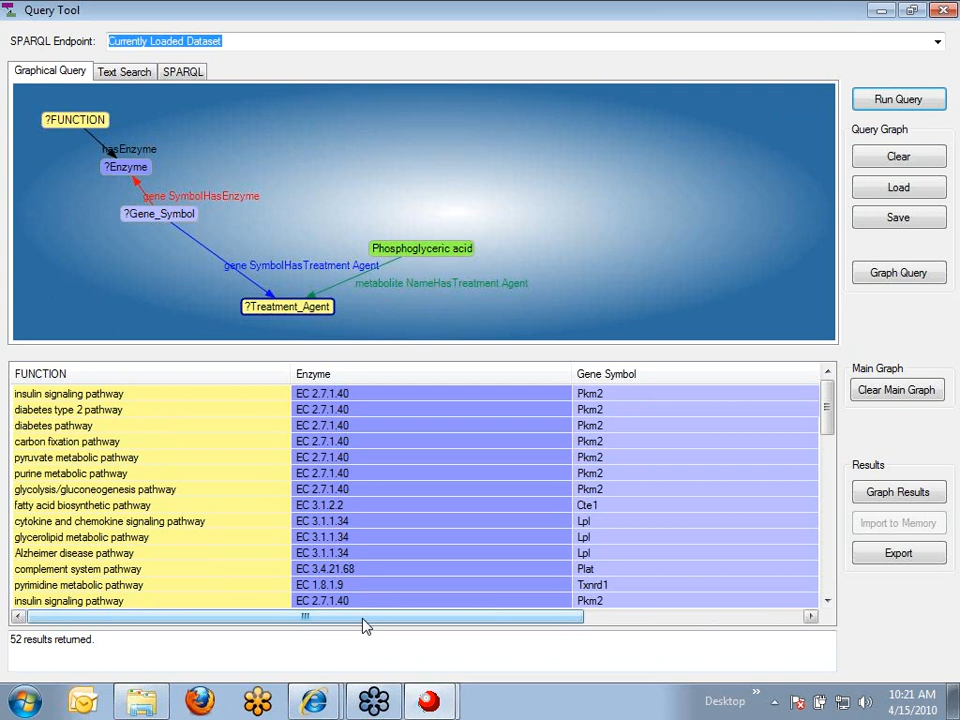 Query Tool
SPARQL Endpoint: Currently Loaded Dataset
Graphical Query Text Search SPARQL
?FUNCTION
hasEnzyme
?Enzyme
gene SymbolHasEnzyme
?Gene_Symbol
Phosphoglyceric acid
gene SymbolHasTreatment Agent
metabolite NameHasTreatment Agent
?Treatment_Agent
Run Query
Query Graph
Clear
Load
Save
Graph Query
Main Graph
Clear Main Graph
Results
Graph Results
Import to Memory
Export
FUNCTION Enzyme Gene Symbol
insulin signaling pathway EC 2.7.1.40 Pkm2
diabetes type 2 pathway EC 2.7.1.40 Pkm2
diabetes pathway EC 2.7.1.40 Pkm2
carbon fixation pathway EC 2.7.1.40 Pkm2
pyruvate metabolic pathway EC 2.7.1.40 Pkm2
purine metabolic pathway EC 2.7.1.40 Pkm2
glycolysis/gluconeogenesis pathway EC 2.7.1.40 Pkm2
fatty acid biosynthetic pathway EC 3.1.2.2 Cte1
cytokine and chemokine signaling pathway EC 3.1.1.34 Lpl
glycerolipid metabolic pathway EC 3.1.1.34 Lpl
Alzheimer disease pathway EC 3.1.1.34 Lpl
complement system pathway EC 3.4.21.68 Plat
pyrimidine metabolic pathway EC 1.8.1.9 Txnrd1
insulin signaling pathway EC 2.7.1.40 Pkm2
52 results returned.
Desktop
10:21 AM
4/15/2010